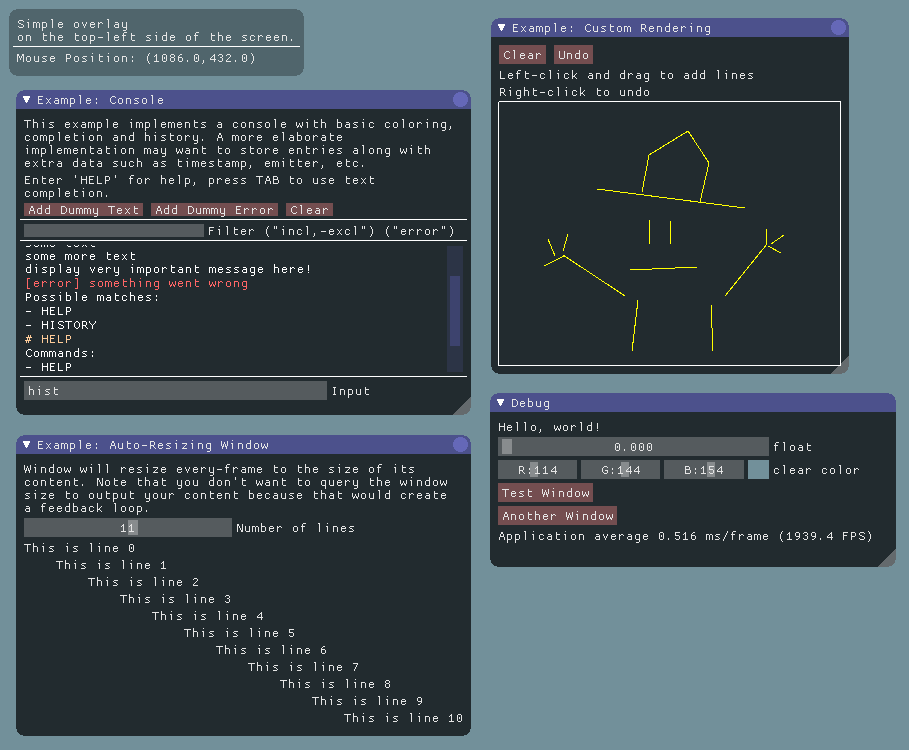 Simple overlay
on the top-left side of the screen.
Mouse Position: (1086.0,432.0)
Example: Console
This example implements a console with basic coloring,
completion and history. A more elaborate
implementation may want to store entries along with
extra data such as timestamp, emitter, etc.
Enter 'HELP' for help, press TAB to use text
completion.
Add Dummy Text Add Dummy Error Clear
Filter ("incl,-excl") ("error")
some text
some more text
display very important message here!
[error] something went wrong
Possible matches:
- HELP
- HISTORY
# HELP
Commands:
- HELP
hist Input
Example: Auto-Resizing Window
Window will resize every-frame to the size of its
content. Note that you don't want to query the window
size to output your content because that would create
a feedback loop.
11 Number of lines
This is line 0
This is line 1
This is line 2
This is line 3
This is line 4
This is line 5
This is line 6
This is line 7
This is line 8
This is line 9
This is line 10
Example: Custom Rendering
Clear Undo
Left-click and drag to add lines
Right-click to undo
Debug
Hello, world!
0.000 float
R:114 G:144 B:154 clear color
Test Window
Another Window
Application average 0.516 ms/frame (1939.4 FPS)